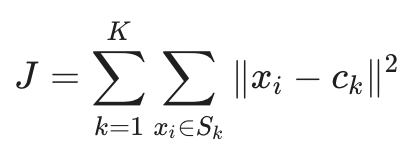 J = \sum_{k=1}^{K} \sum_{x_i \in S_k} \|x_i - c_k\|^2